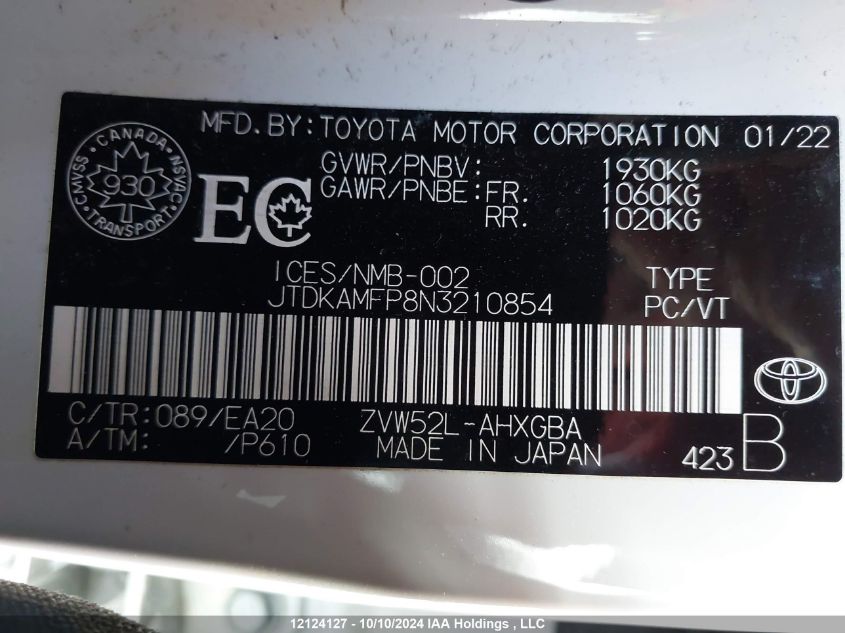 MFD.BY:TOYOTA MOTOR CORPORATION 01/22
CANADA
CMVSS NSVAC
930
TRANSPORT
EC
GVWR/PNBV: 1930KG
GAWR/PNBE:FR. 1060KG
RR. 1020KG
ICES/NMB-002 TYPE
JTDKAMFP8N3210854 PC/VT
C/TR:089/EA20 ZVW52L-AHXGBA
A/TM: /P610 MADE IN JAPAN 423 B
12124127 - 10/10/2024 IAA Holdings , LLC